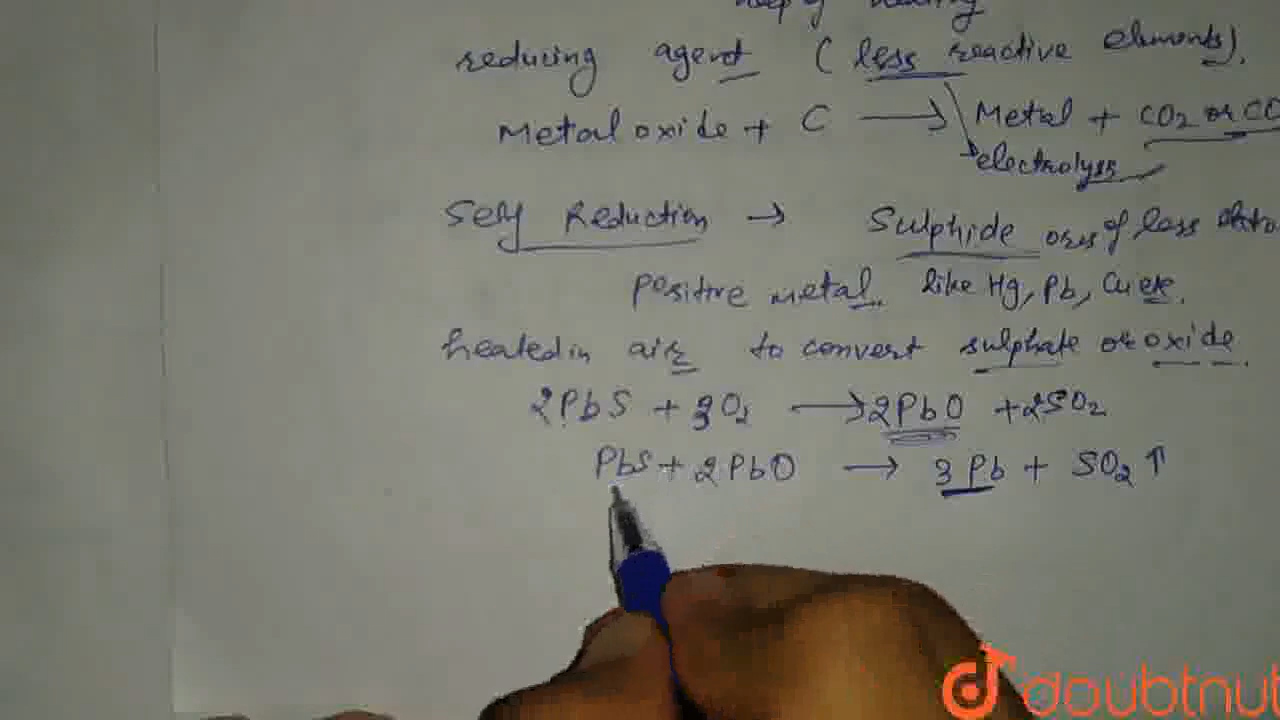 reducing agent (less reactive elements).
Metal oxide + C → Metal + CO2 or CO
electrolysis
Self Reduction → Sulphide ores of less
positive metal. like Hg, Pb, Cu etc.
heated in air to convert sulphate or oxide.
2PbS + 3O2 → 2PbO + 2SO2
PbS + 2PbO → 3Pb + SO2 ↑
doubtnut